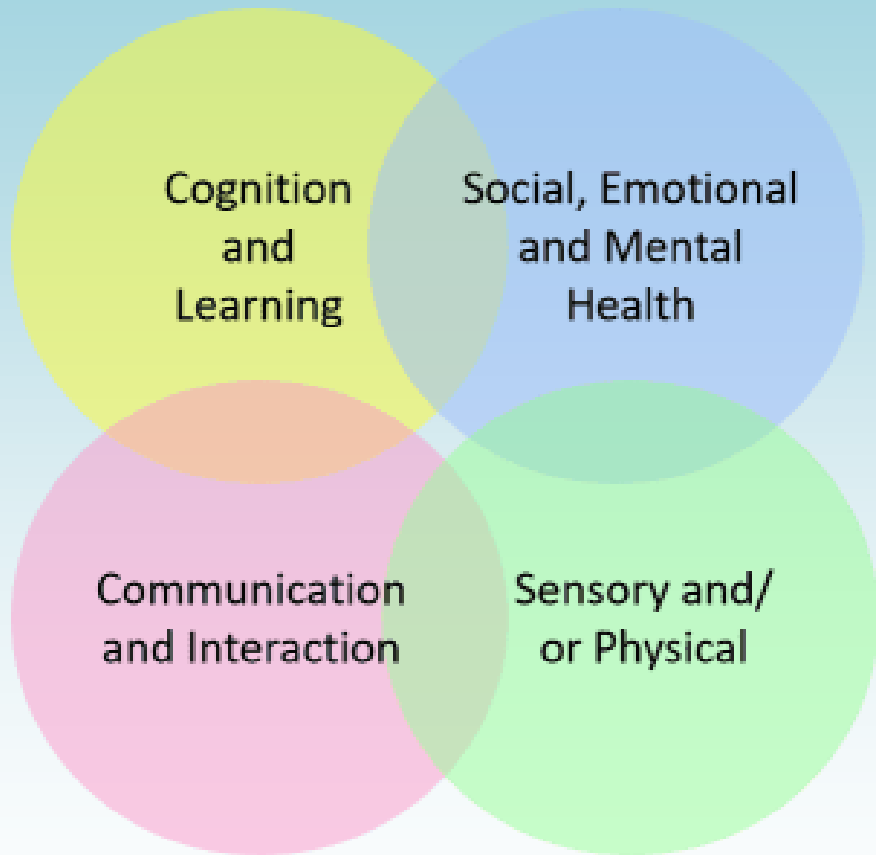 Cognition
and
Learning
Social, Emotional
and Mental
Health
Communication
and Interaction
Sensory and/
or Physical